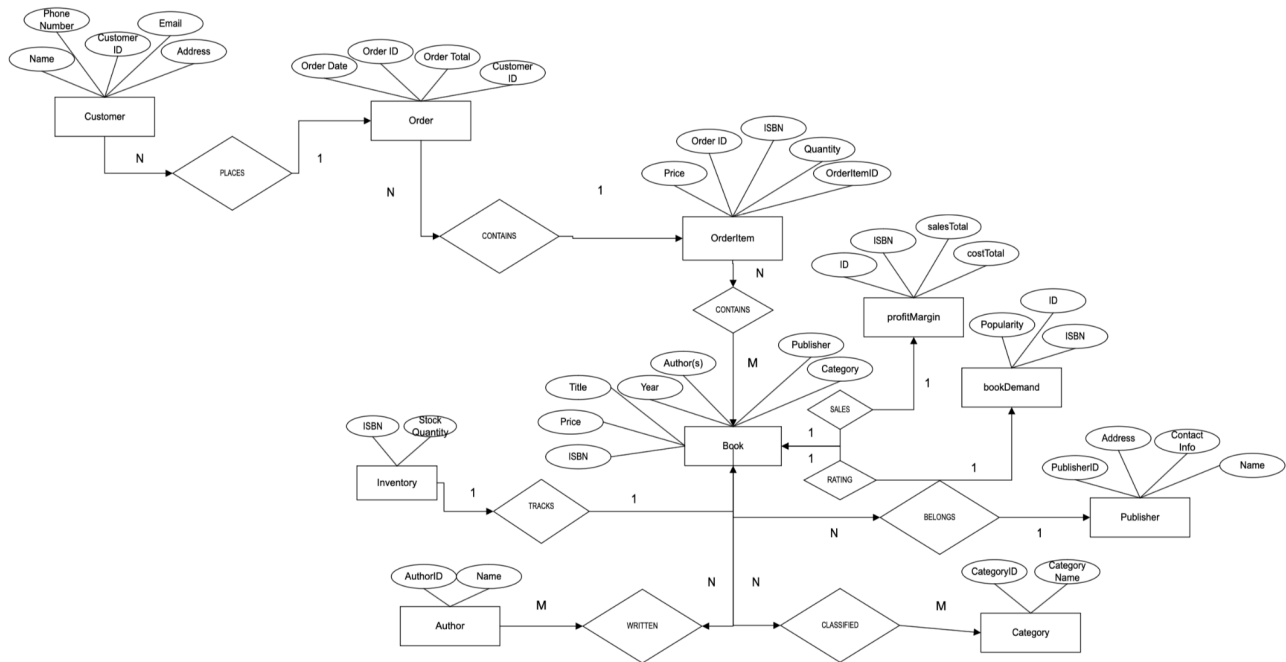 Phone
Number
Email
Customer
ID
Name
Address
Customer
Order ID
Order Total
Order Date
Customer
ID
Order
N
PLACES
1
ISBN
Order ID
Quantity
Price
OrderItemID
OrderItem
N
CONTAINS
1
N
CONTAINS
M
salesTotal
ISBN
costTotal
ID
profitMargin
ID
Popularity
ISBN
bookDemand
Publisher
Author(s)
Category
Title
Year
Price
ISBN
Book
SALES
1
1
1
RATING
1
ISBN
Stock
Quantity
Inventory
1
TRACKS
1
Address
Contact
Info
PublisherID
Name
Publisher
N
BELONGS
1
AuthorID
Name
Author
M
WRITTEN
N
N
CLASSIFIED
M
CategoryID
Category
Name
Category